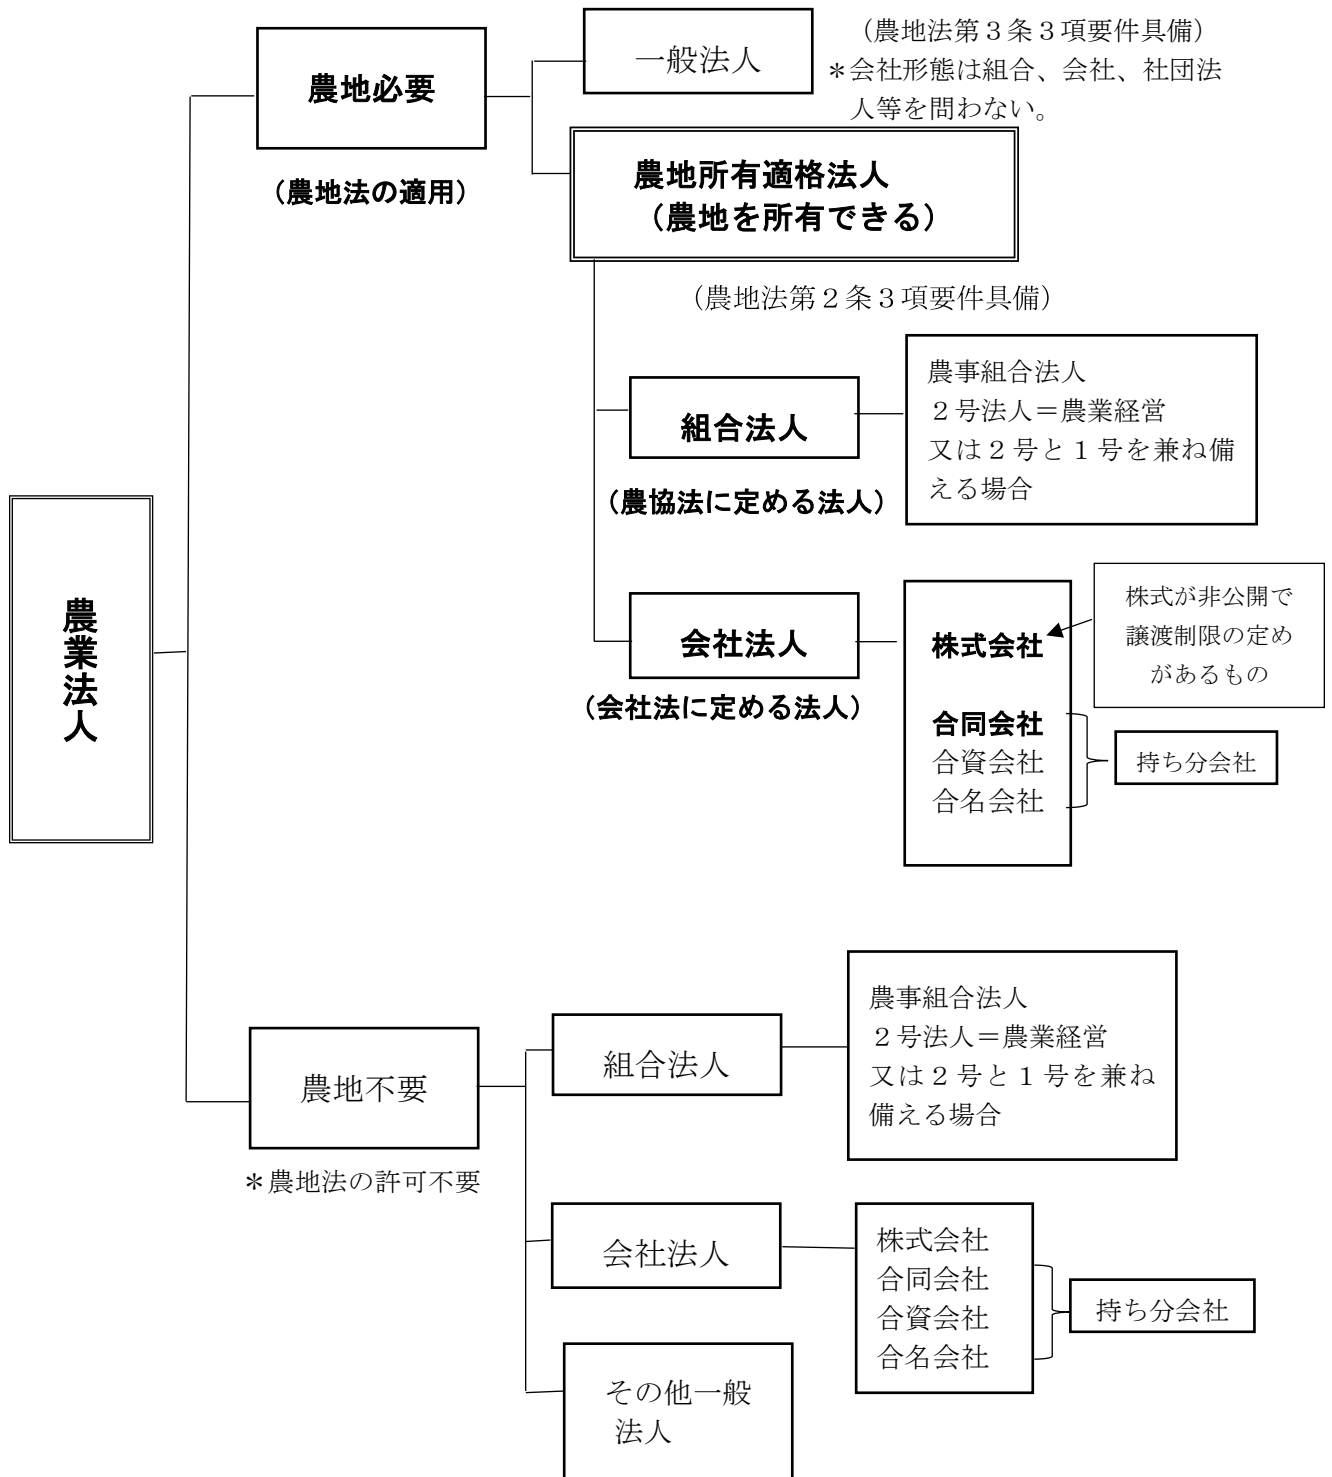 農業法人
農地必要
（農地法の適用）
一般法人
（農地法第３条３項要件具備）
＊会社形態は組合、会社、社団法
人等を問わない。
農地所有適格法人
（農地を所有できる）
（農地法第２条３項要件具備）
組合法人
（農協法に定める法人）
農事組合法人
２号法人＝農業経営
又は２号と１号を兼ね備
える場合
会社法人
（会社法に定める法人）
株式会社
合同会社
合資会社
合名会社
株式が非公開で
譲渡制限の定め
があるもの
持ち分会社
農地不要
＊農地法の許可不要
組合法人
農事組合法人
２号法人＝農業経営
又は２号と１号を兼ね
備える場合
会社法人
株式会社
合同会社
合資会社
合名会社
持ち分会社
その他一般
法人